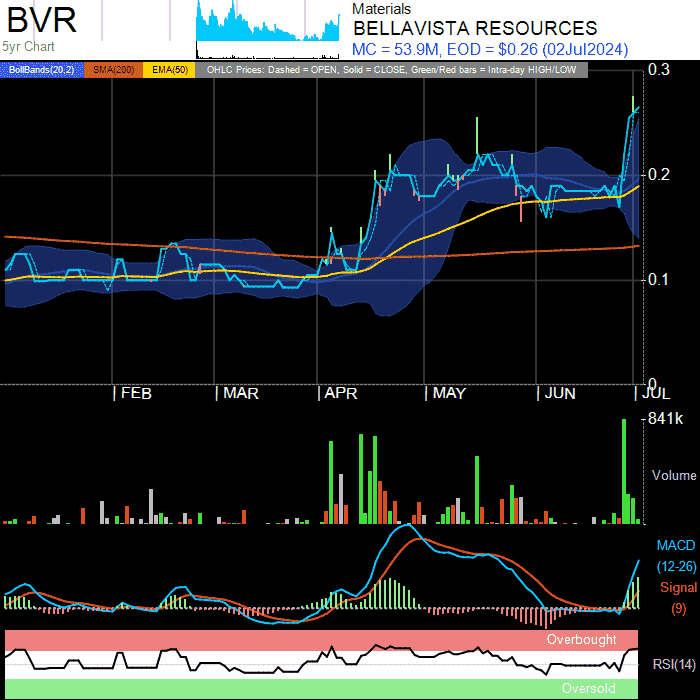 BVR
5yr Chart
Materials
BELLAVISTA RESOURCES
MC = 53.9M, EOD = $0.26 (02Jul2024)
BollBands(20,2) SMA(200) EMA(50) OHLC Prices: Dashed = OPEN, Solid = CLOSE, Green/Red bars = Intra-day HIGH/LOW
0.3
0.2
0.1
0
FEB MAR APR MAY JUN JUL
841k
Volume
MACD
(12-26)
Signal
(9)
Overbought
RSI(14)
Oversold